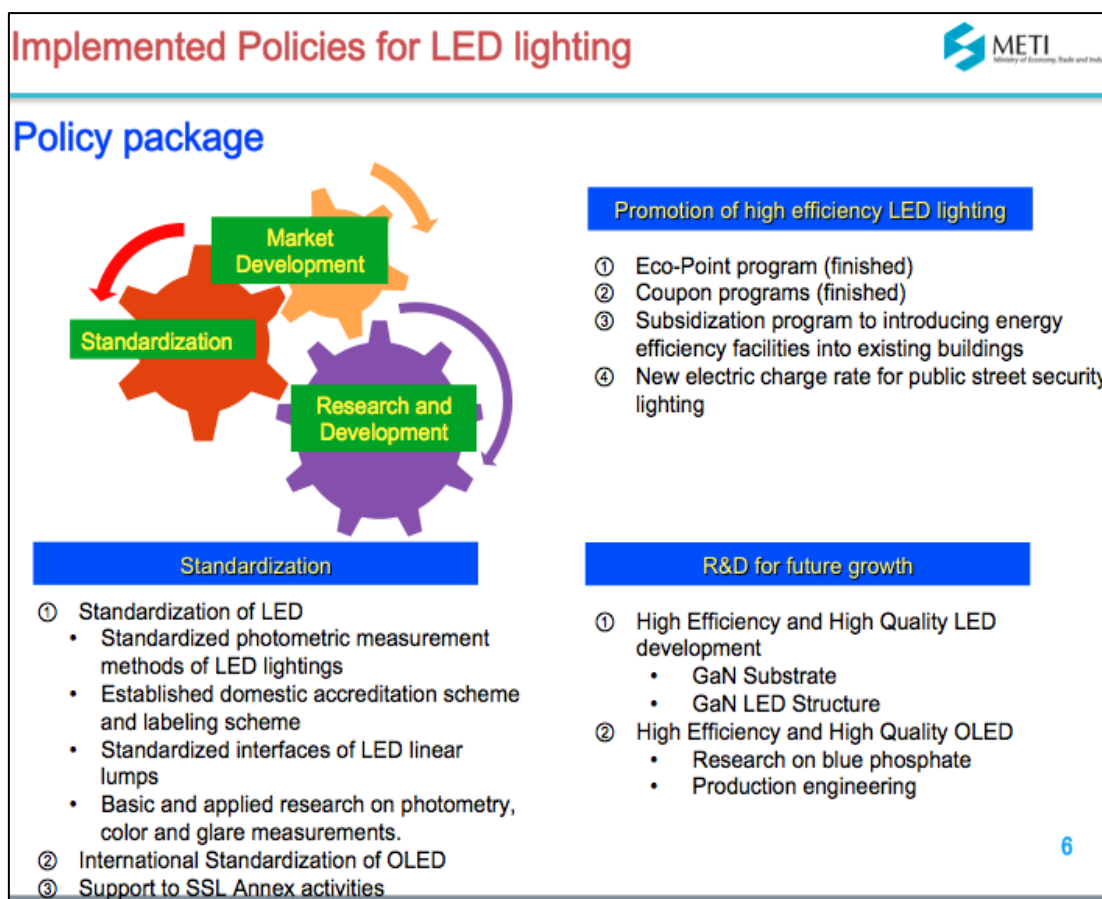 Implemented Policies for LED lighting
METI
Ministry of Economy, Trade and Indu
Policy package
Market
Development
Standardization
Research and
Development
Promotion of high efficiency LED lighting
① Eco-Point program (finished)
② Coupon programs (finished)
③ Subsidization program to introducing energy
efficiency facilities into existing buildings
④ New electric charge rate for public street security
lighting
Standardization
① Standardization of LED
• Standardized photometric measurement
methods of LED lightings
• Established domestic accreditation scheme
and labeling scheme
• Standardized interfaces of LED linear
lumps
• Basic and applied research on photometry,
color and glare measurements.
② International Standardization of OLED
③ Support to SSL Annex activities
R&D for future growth
① High Efficiency and High Quality LED
development
• GaN Substrate
• GaN LED Structure
② High Efficiency and High Quality OLED
• Research on blue phosphate
• Production engineering
6